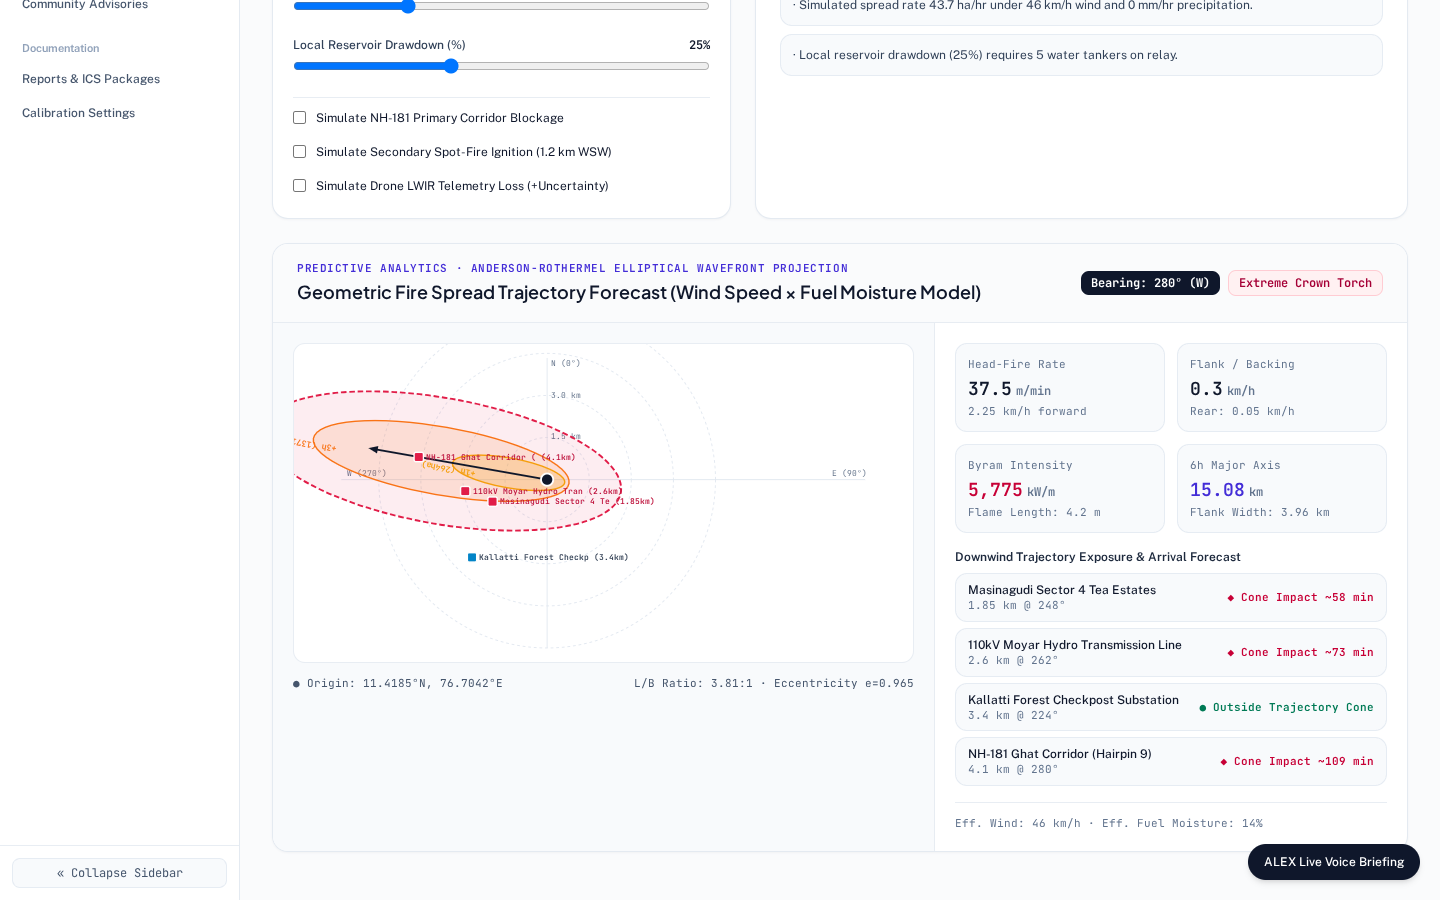 Community Advisories
Documentation
Reports & ICS Packages
Calibration Settings
« Collapse Sidebar
Local Reservoir Drawdown (%)
25%
Simulate NH-181 Primary Corridor Blockage
Simulate Secondary Spot-Fire Ignition (1.2 km WSW)
Simulate Drone LWIR Telemetry Loss (+Uncertainty)
· Simulated spread rate 43.7 ha/hr under 46 km/h wind and 0 mm/hr precipitation.
· Local reservoir drawdown (25%) requires 5 water tankers on relay.
PREDICTIVE ANALYTICS · ANDERSON-ROTHERMEL ELLIPTICAL WAVEFRONT PROJECTION
Geometric Fire Spread Trajectory Forecast (Wind Speed × Fuel Moisture Model)
Bearing: 280° (W)
Extreme Crown Torch
N (0°)
3.0 km
1.5 km
W (270°)
E (90°)
NH-181 Ghat Corridor ( (4.1km)
110kV Moyar Hydro Tran (2.6km)
Masinagudi Sector 4 Te (1.85km)
Kallatti Forest Checkp (3.4km)
● Origin: 11.4185°N, 76.7042°E
L/B Ratio: 3.81:1 · Eccentricity e=0.965
Head-Fire Rate
37.5 m/min
2.25 km/h forward
Flank / Backing
0.3 km/h
Rear: 0.05 km/h
Byram Intensity
5,775 kW/m
Flame Length: 4.2 m
6h Major Axis
15.08 km
Flank Width: 3.96 km
Downwind Trajectory Exposure & Arrival Forecast
Masinagudi Sector 4 Tea Estates
1.85 km @ 248°
◆ Cone Impact ~58 min
110kV Moyar Hydro Transmission Line
2.6 km @ 262°
◆ Cone Impact ~73 min
Kallatti Forest Checkpost Substation
3.4 km @ 224°
● Outside Trajectory Cone
NH-181 Ghat Corridor (Hairpin 9)
4.1 km @ 280°
◆ Cone Impact ~109 min
Eff. Wind: 46 km/h · Eff. Fuel Moisture: 14%
ALEX Live Voice Briefing